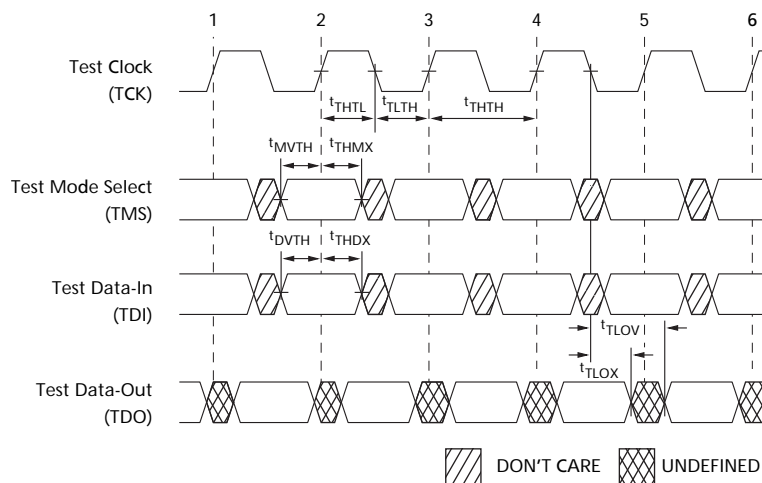 1 2 3 4 5 6
Test Clock
(TCK)
tTHTL tTLTH tTHTH
tMVTH tTHMX
Test Mode Select
(TMS)
tDVTH tTHDX
Test Data-In
(TDI)
tTLOV
tTLOX
Test Data-Out
(TDO)
DON'T CARE UNDEFINED